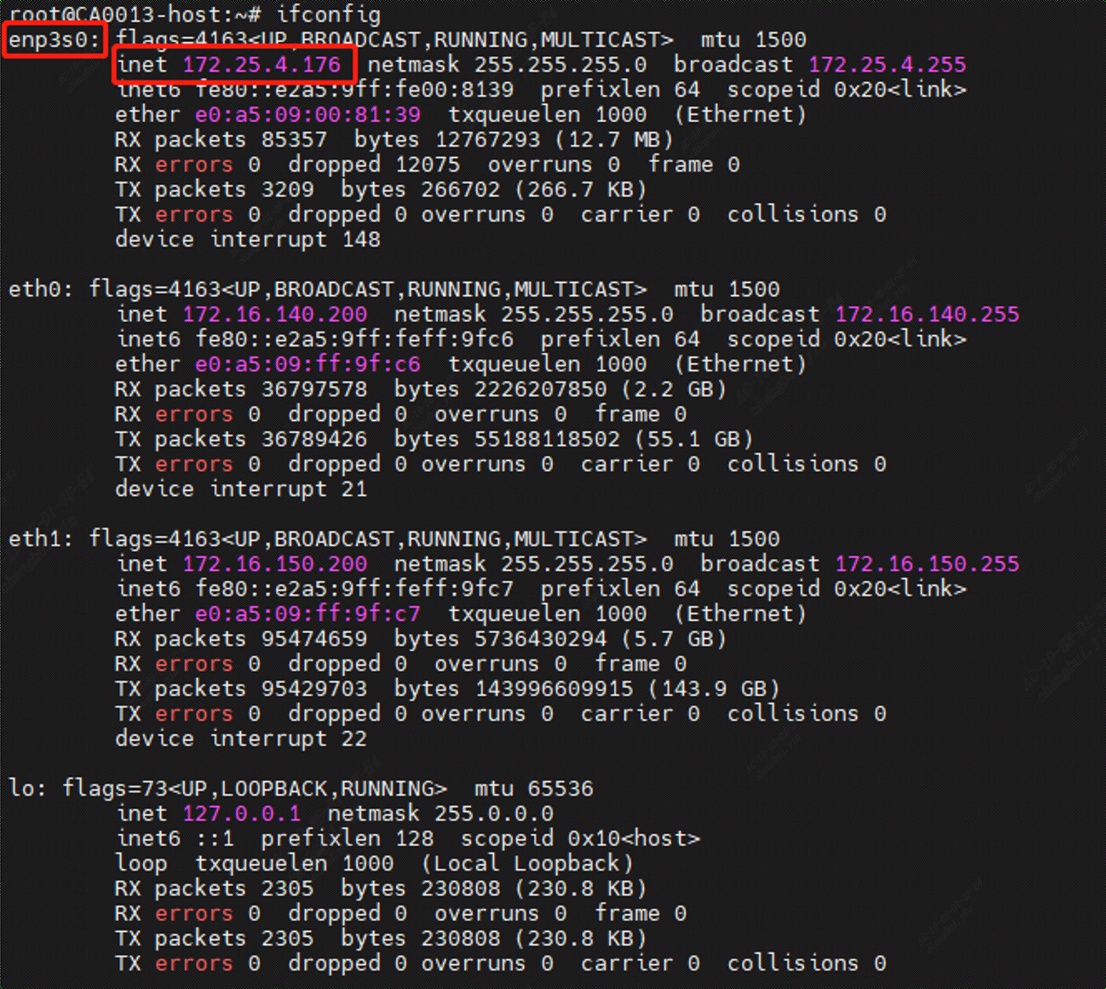 root@CA0013-host:~# ifconfig
enp3s0: flags=4163<UP,BROADCAST,RUNNING,MULTICAST>  mtu 1500
        inet 172.25.4.176  netmask 255.255.255.0  broadcast 172.25.4.255
        inet6 fe80::e2a5:9ff:fe00:8139  prefixlen 64  scopeid 0x20<link>
        ether e0:a5:09:00:81:39  txqueuelen 1000  (Ethernet)
        RX packets 85357  bytes 12767293 (12.7 MB)
        RX errors 0  dropped 12075  overruns 0  frame 0
        TX packets 3209  bytes 266702 (266.7 KB)
        TX errors 0  dropped 0 overruns 0  carrier 0  collisions 0
        device interrupt 148

eth0: flags=4163<UP,BROADCAST,RUNNING,MULTICAST>  mtu 1500
        inet 172.16.140.200  netmask 255.255.255.0  broadcast 172.16.140.255
        inet6 fe80::e2a5:9ff:feff:9fc6  prefixlen 64  scopeid 0x20<link>
        ether e0:a5:09:ff:9f:c6  txqueuelen 1000  (Ethernet)
        RX packets 36797578  bytes 2226207850 (2.2 GB)
        RX errors 0  dropped 0  overruns 0  frame 0
        TX packets 36789426  bytes 55188118502 (55.1 GB)
        TX errors 0  dropped 0 overruns 0  carrier 0  collisions 0
        device interrupt 21

eth1: flags=4163<UP,BROADCAST,RUNNING,MULTICAST>  mtu 1500
        inet 172.16.150.200  netmask 255.255.255.0  broadcast 172.16.150.255
        inet6 fe80::e2a5:9ff:feff:9fc7  prefixlen 64  scopeid 0x20<link>
        ether e0:a5:09:ff:9f:c7  txqueuelen 1000  (Ethernet)
        RX packets 95474659  bytes 5736430294 (5.7 GB)
        RX errors 0  dropped 0  overruns 0  frame 0
        TX packets 95429703  bytes 143996609915 (143.9 GB)
        TX errors 0  dropped 0 overruns 0  carrier 0  collisions 0
        device interrupt 22

lo: flags=73<UP,LOOPBACK,RUNNING>  mtu 65536
        inet 127.0.0.1  netmask 255.0.0.0
        inet6 ::1  prefixlen 128  scopeid 0x10<host>
        loop  txqueuelen 1000  (Local Loopback)
        RX packets 2305  bytes 230808 (230.8 KB)
        RX errors 0  dropped 0  overruns 0  frame 0
        TX packets 2305  bytes 230808 (230.8 KB)
        TX errors 0  dropped 0 overruns 0  carrier 0  collisions 0